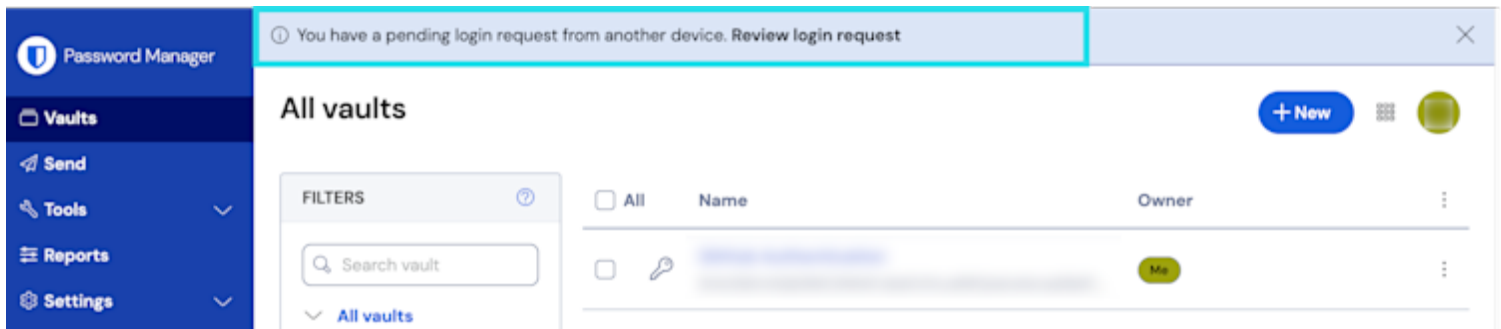 You have a pending login request from another device. Review login request
Password Manager
Vaults
Send
Tools
Reports
Settings
All vaults
+ New
FILTERS
Search vault
All vaults
All Name Owner
Me